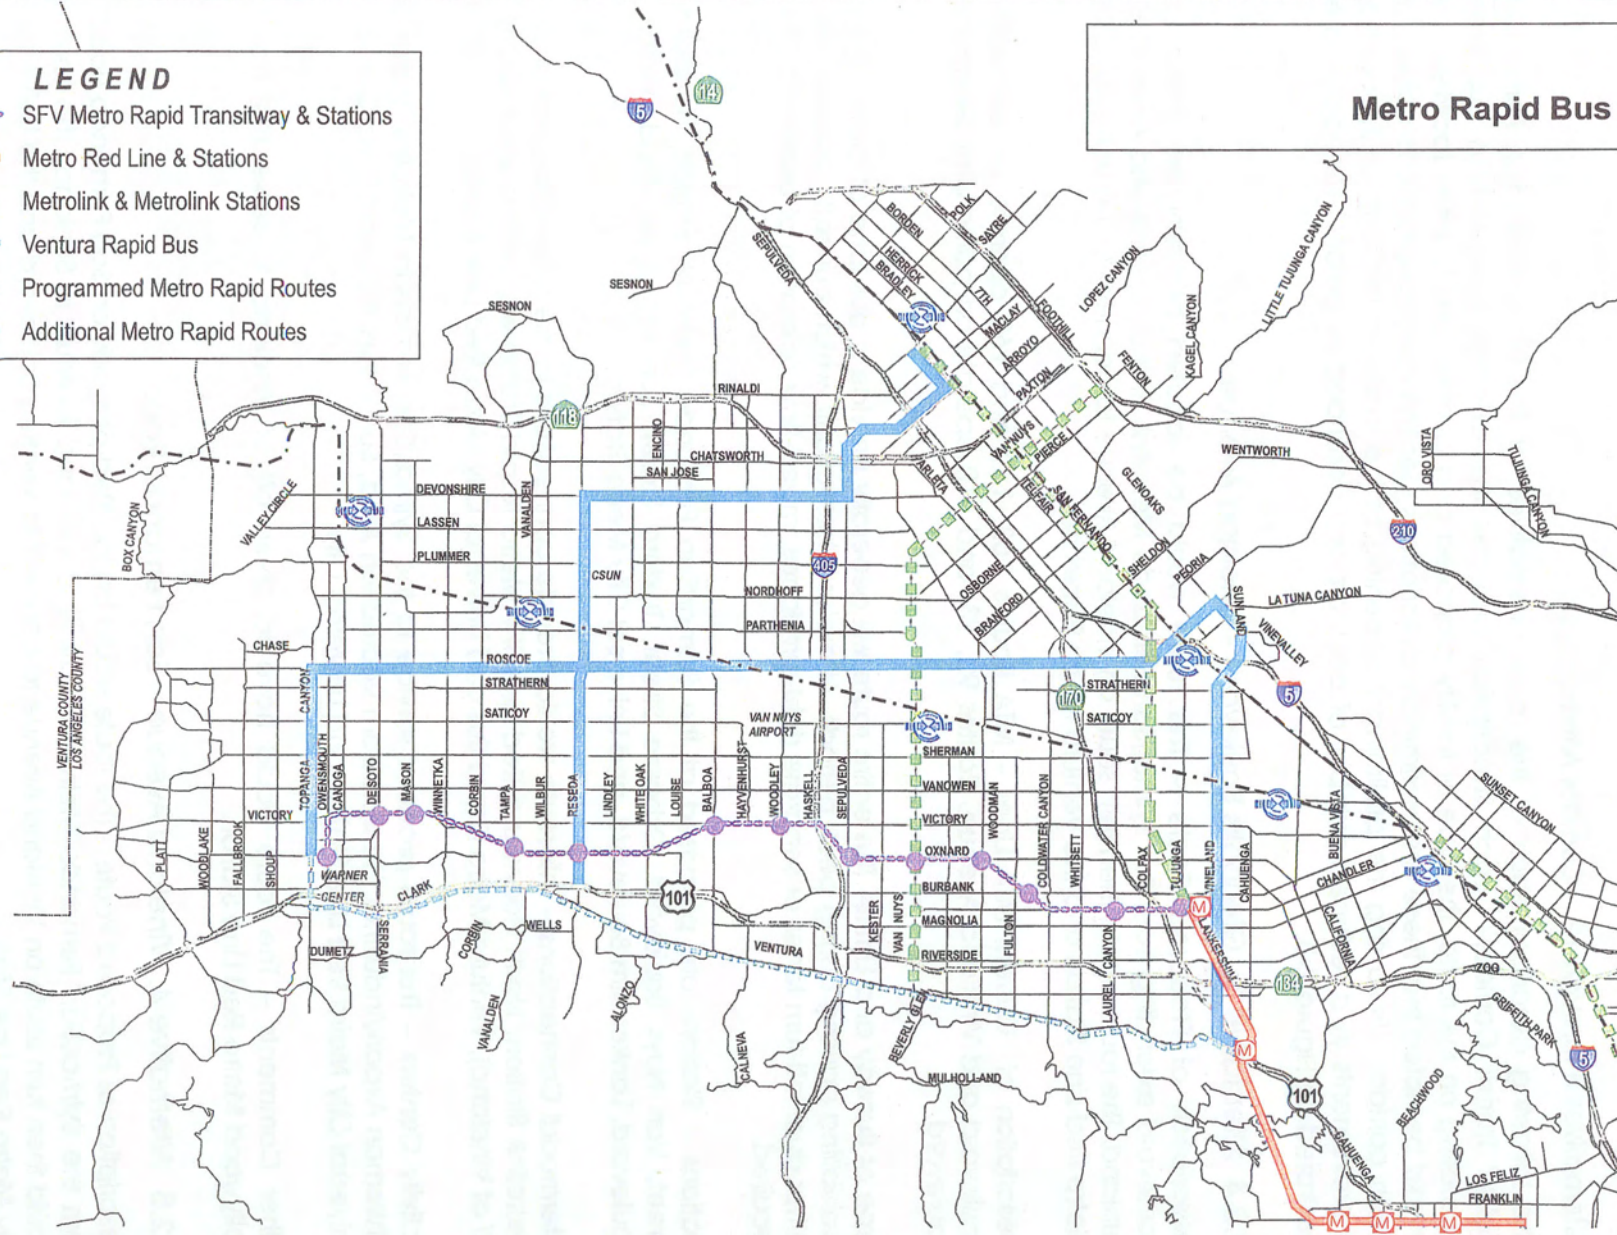 LEGEND
SFV Metro Rapid Transitway & Stations
Metro Red Line & Stations
Metrolink & Metrolink Stations
Ventura Rapid Bus
Programmed Metro Rapid Routes
Additional Metro Rapid Routes
Metro Rapid Bus
14
5
POLK
BORDEN
SAYRE
SEPULVEDA
HERRICK
BRADLEY
7TH
MACLAY
ARROYO
FOOTHILL
LOPEZ CANYON
LITTLE TUJUNGA CANYON
KAGEL CANYON
SESNON
SESNON
PAXTON
FENTON
RINALDI
118
ENCINO
CHATSWORTH
SAN JOSE
VAN NUYS
PIERCE
ARLETA
TELFAIR
SAN FERNANDO
GLENOAKS
WENTWORTH
ORO VISTA
TUJUNGA CANYON
DEVONSHIRE
LASSEN
PLUMMER
VANALDEN
VALLEY CIRCLE
BOX CANYON
CSUN
405
210
NORDHOFF
PARTHENIA
OSBORNE
BRANFORD
SHELDON
PEORIA
SUNLAND
LA TUNA CANYON
VINEVALLEY
CHASE
ROSCOE
STRATHERN
SATICOY
VENTURA COUNTY
LOS ANGELES COUNTY
VAN NUYS
AIRPORT
STRATHERN
170
SATICOY
5
SHERMAN
VANOWEN
VICTORY
OXNARD
BURBANK
MAGNOLIA
RIVERSIDE
TOPANGA
CANYON
OWENSMOUTH
CANOGA
DESOTO
MASON
WINNETKA
CORBIN
TAMPA
WILBUR
RESEDA
LINDLEY
WHITE OAK
LOUISE
BALBOA
HAYVENHURST
WOODLEY
HASKELL
SEPULVEDA
VICTORY
PLATT
WOODLAKE
FALLBROOK
SHOUP
WARNER
CENTER
CLARK
101
KESTER
VAN NUYS
WOODMAN
FULTON
COLDWATER CANYON
WHITSETT
LAUREL CANYON
COLFAX
TUJUNGA
VINELAND
CAHUENGA
LANKERSHIM
BUENA VISTA
CHANDLER
CALIFORNIA
SUNSET CANYON
DUMETZ
SERRANIA
CORBIN
WELLS
VENTURA
VANALDEN
ALONZO
CALNEVA
BEVERLY GLEN
MULHOLLAND
134
ZOO
GRIFFITH PARK
5
101
BEACHWOOD
CAHUENGA
LOS FELIZ
FRANKLIN
M
M
M
M
M